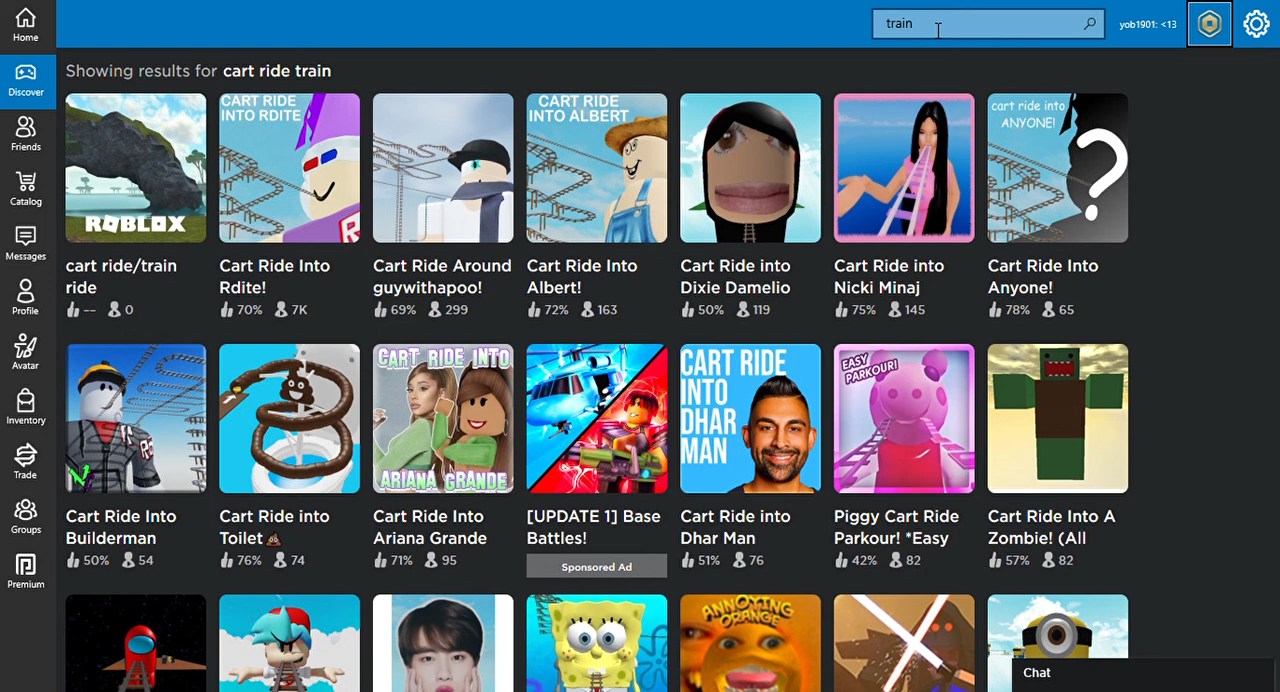 train
yob1901: <13
Home
Discover
Friends
Catalog
Messages
Profile
Avatar
Inventory
Trade
Groups
Premium
Showing results for cart ride train
ROBLOX
CART RIDE
INTO RDITE!
CART RIDE
INTO ALBERT!
cart ride into
ANYONE!
?
cart ride/train
ride
-- 0
Cart Ride Into
Rdite!
70% 7K
Cart Ride Around
guywithapoo!
69% 299
Cart Ride Into
Albert!
72% 163
Cart Ride into
Dixie Damelio
50% 119
Cart Ride into
Nicki Minaj
75% 145
Cart Ride Into
Anyone!
78% 65
CART RIDE INTO
ARIANA GRANDE
CART RIDE
INTO
DHAR
MAN
EASY
PARKOUR!
Cart Ride Into
Builderman
50% 54
Cart Ride into
Toilet💩
76% 74
Cart Ride Into
Ariana Grande
71% 95
[UPDATE 1] Base
Battles!
Sponsored Ad
Cart Ride into
Dhar Man
51% 76
Piggy Cart Ride
Parkour! *Easy
42% 82
Cart Ride Into A
Zombie! (All
57% 82
ANNOYING
ORANGE
Chat